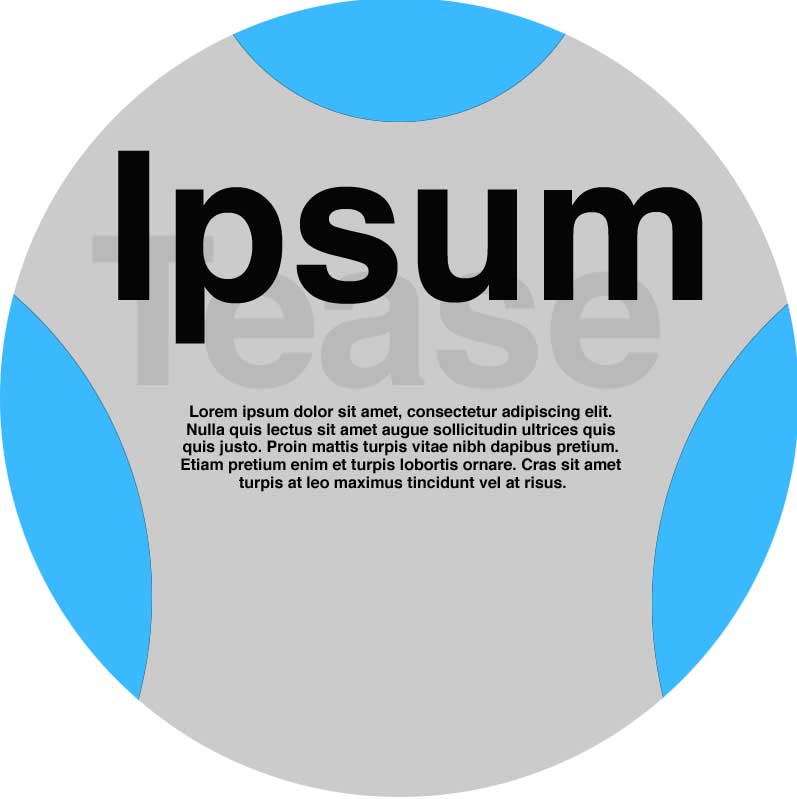 Ipsum
Tease
Lorem ipsum dolor sit amet, consectetur adipiscing elit.
Nulla quis lectus sit amet augue sollicitudin ultrices quis
quis justo. Proin mattis turpis vitae nibh dapibus pretium.
Etiam pretium enim et turpis lobortis ornare. Cras sit amet
turpis at leo maximus tincidunt vel at risus.